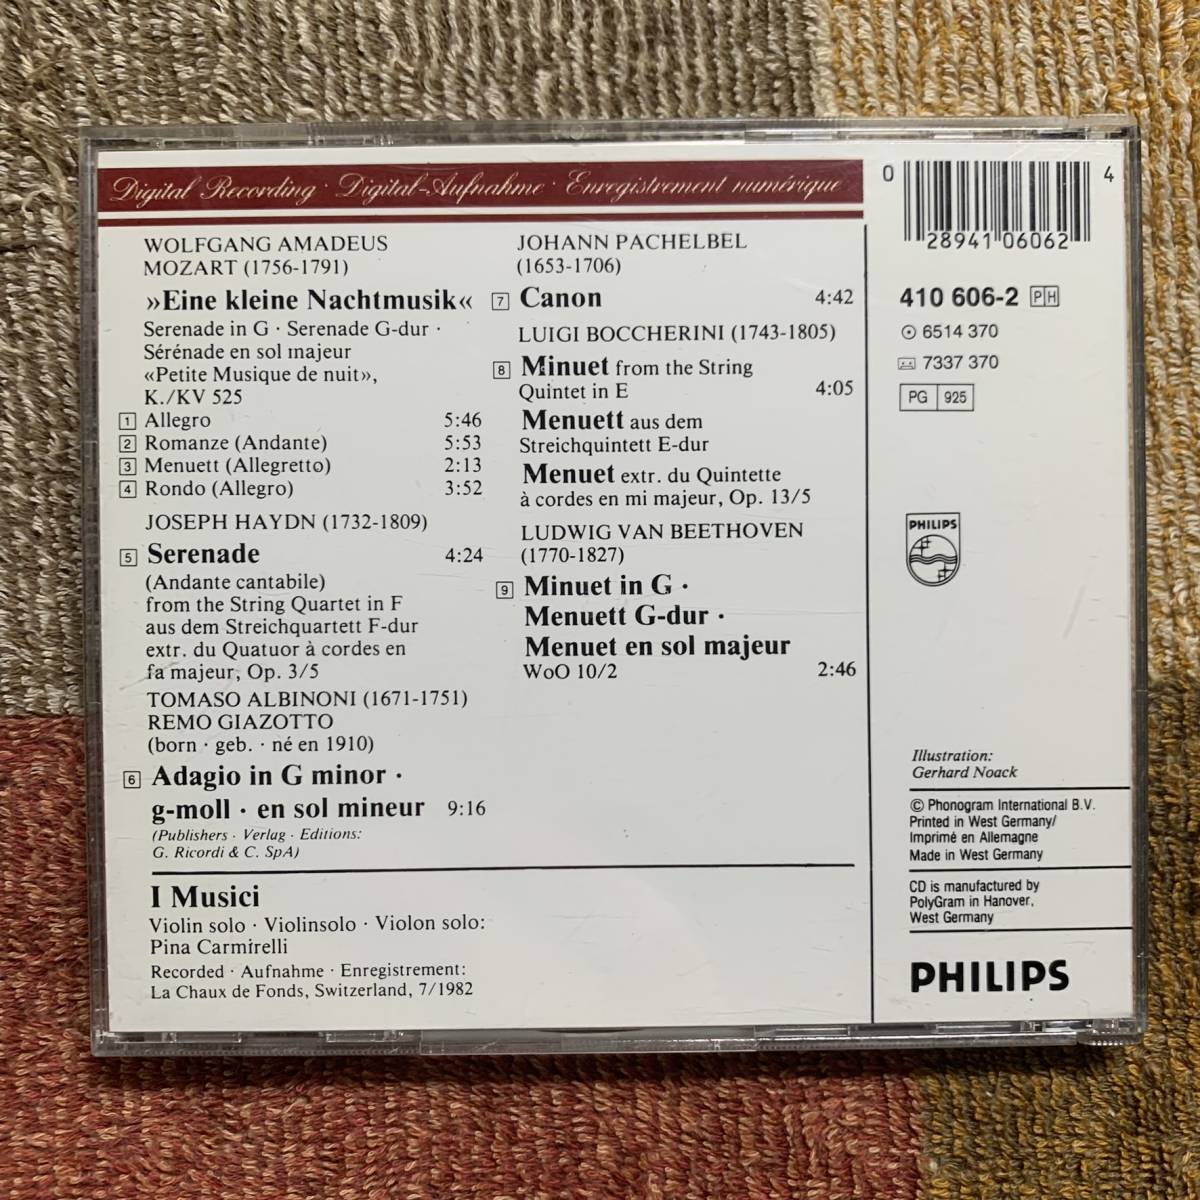 Digital Recording · Digital-Aufnahme · Enregistrement numérique
WOLFGANG AMADEUS
MOZART (1756-1791)
»Eine kleine Nachtmusik«
Serenade in G · Serenade G-dur ·
Sérénade en sol majeur
«Petite Musique de nuit»,
K./KV 525
1 Allegro 5:46
2 Romanze (Andante) 5:53
3 Menuett (Allegretto) 2:13
4 Rondo (Allegro) 3:52
JOSEPH HAYDN (1732-1809)
5 Serenade 4:24
(Andante cantabile)
from the String Quartet in F
aus dem Streichquartett F-dur
extr. du Quatuor à cordes en
fa majeur, Op. 3/5
TOMASO ALBINONI (1671-1751)
REMO GIAZOTTO
(born · geb. · né en 1910)
6 Adagio in G minor ·
g-moll · en sol mineur 9:16
(Publishers · Verlag · Editions:
G. Ricordi & C. SpA)
JOHANN PACHELBEL
(1653-1706)
7 Canon 4:42
LUIGI BOCCHERINI (1743-1805)
8 Minuet from the String
Quintet in E 4:05
Menuett aus dem
Streichquintett E-dur
Menuet extr. du Quintette
à cordes en mi majeur, Op. 13/5
LUDWIG VAN BEETHOVEN
(1770-1827)
9 Minuet in G ·
Menuett G-dur ·
Menuet en sol majeur
WoO 10/2 2:46
I Musici
Violin solo · Violinsolo · Violon solo:
Pina Carmirelli
Recorded · Aufnahme · Enregistrement:
La Chaux de Fonds, Switzerland, 7/1982
0 28941 06062 4
410 606-2 PH
6514 370
7337 370
PG 925
PHILIPS
Illustration:
Gerhard Noack
© Phonogram International B.V.
Printed in West Germany/
Imprimé en Allemagne
Made in West Germany
CD is manufactured by
PolyGram in Hanover,
West Germany
PHILIPS